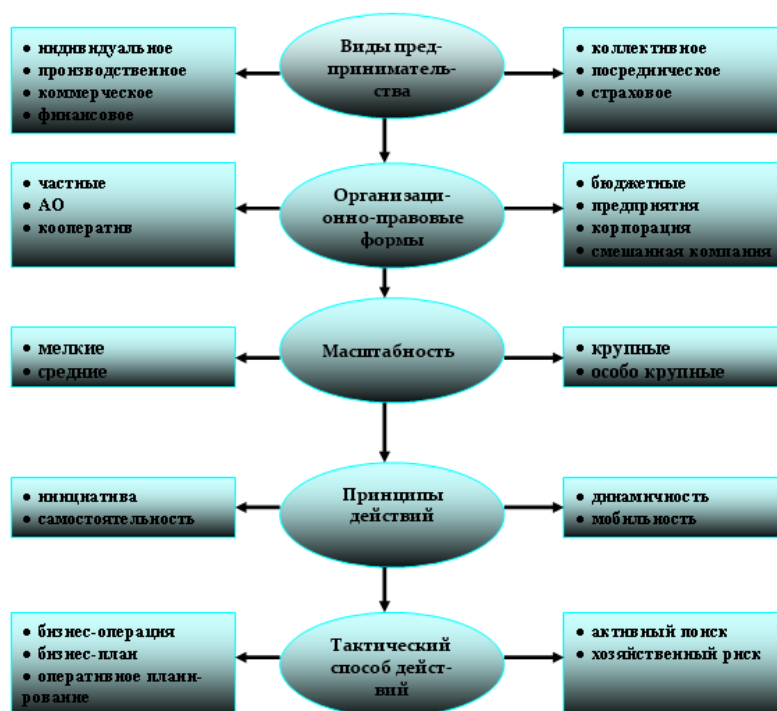 • индивидуальное
• производственное
• коммерческое
• финансовое
Виды пред-
приниматель-
ства
• коллективное
• посредническое
• страховое
• частные
• АО
• кооператив
Организаци-
онно-правовые
формы
• бюджетные
• предприятия
• корпорация
• смешанная компания
• мелкие
• средние
Масштабность
• крупные
• особо крупные
• инициатива
• самостоятельность
Принципы
действий
• динамичность
• мобильность
• бизнес-операция
• бизнес-план
• оперативное плани-
рование
Тактический
способ дейст-
вий
• активный поиск
• хозяйственный риск